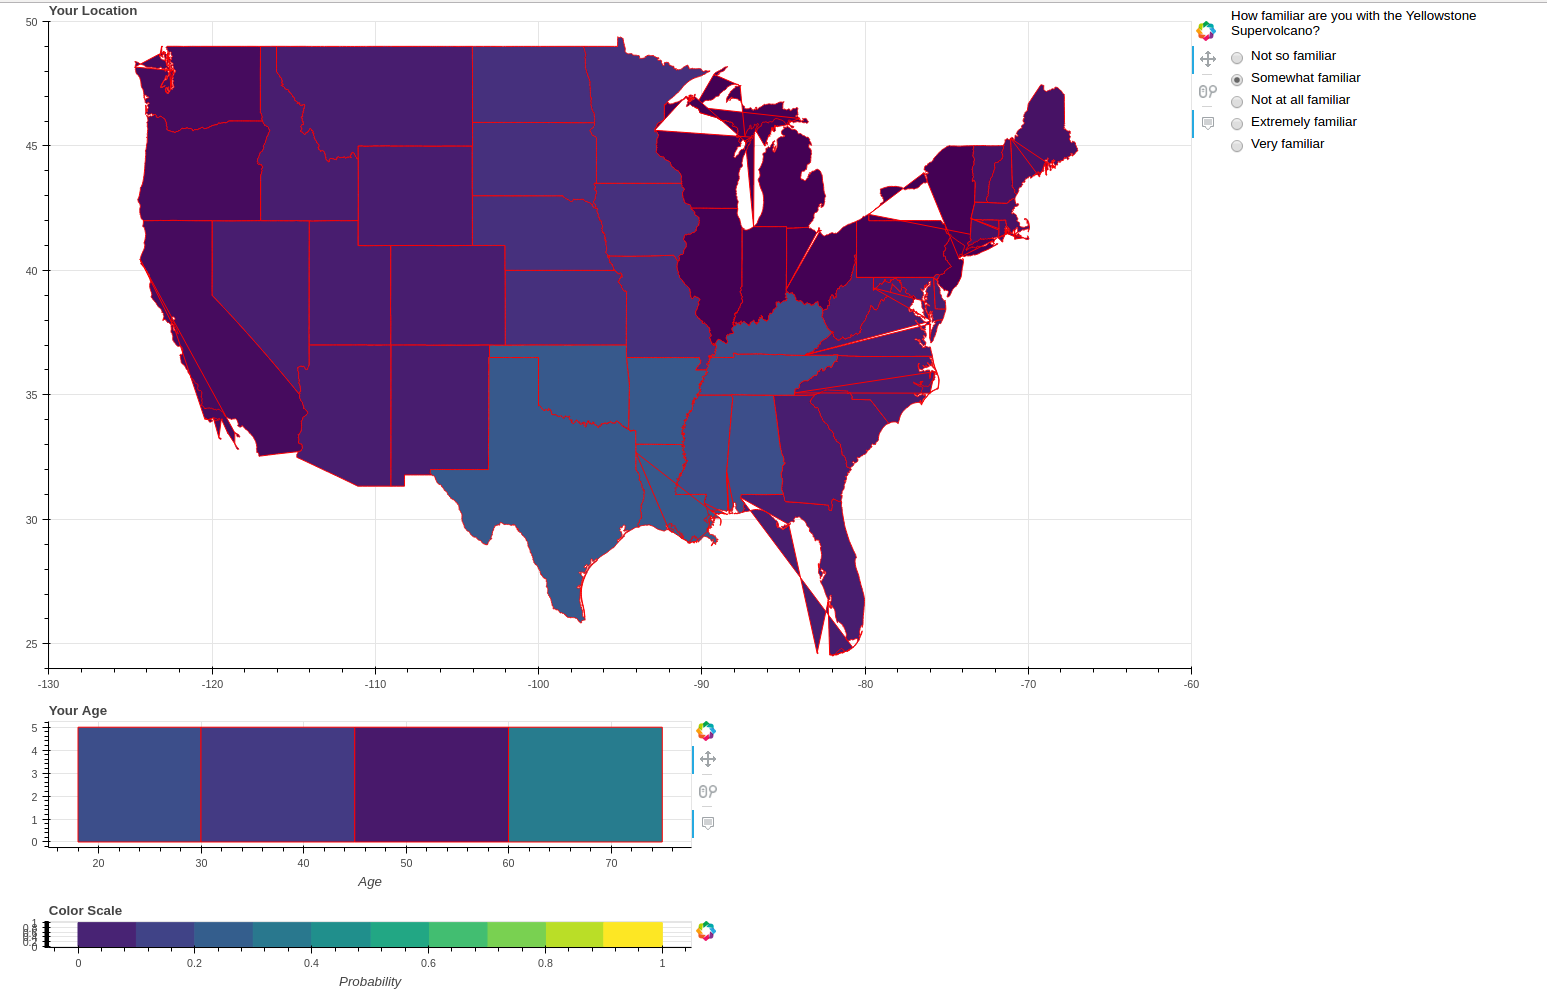 Your Location
How familiar are you with the Yellowstone
Supervolcano?
Not so familiar
Somewhat familiar
Not at all familiar
Extremely familiar
Very familiar
50
45
40
35
30
25
-130 -120 -110 -100 -90 -80 -70 -60
Your Age
5
4
3
2
1
0
20 30 40 50 60 70
Age
Color Scale
1
0
0 0.2 0.4 0.6 0.8 1
Probability